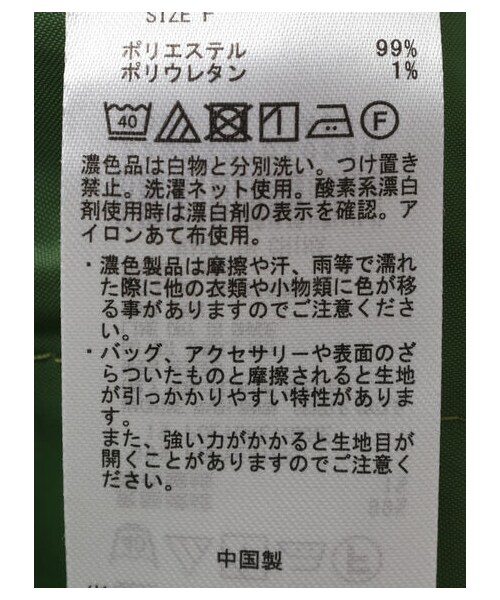 SIZE F
ポリエステル 99%
ポリウレタン 1%
40 F
濃色品は白物と分別洗い。つけ置き
禁止。洗濯ネット使用。酸素系漂白
剤使用時は漂白剤の表示を確認。ア
イロンあて布使用。
・濃色製品は摩擦や汗、雨等で濡れ
た際に他の衣類や小物類に色が移
る事がありますのでご注意くださ
い。
・バッグ、アクセサリーや表面のざ
らついたものと摩擦されると生地
が引っかかりやすい特性がありま
す。
また、強い力がかかると生地目が
開くことがありますのでご注意く
ださい。
中国製